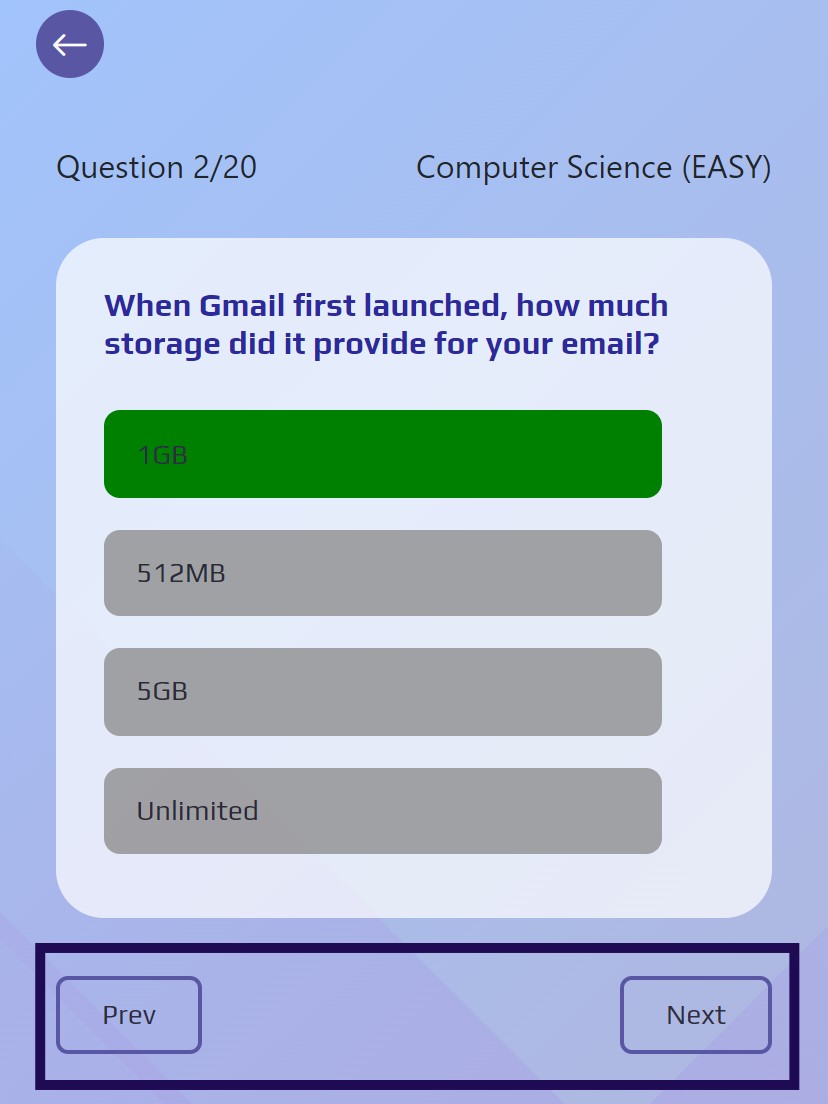 Question 2/20
Computer Science (EASY)
When Gmail first launched, how much
storage did it provide for your email?
1GB
512MB
5GB
Unlimited
Prev
Next